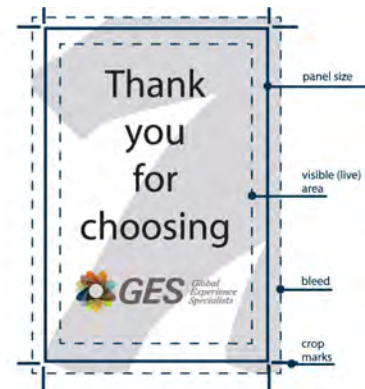 Thank
you
for
choosing
GES Global
Experience
Specialists
panel size
visible (live)
area
bleed
crop
marks